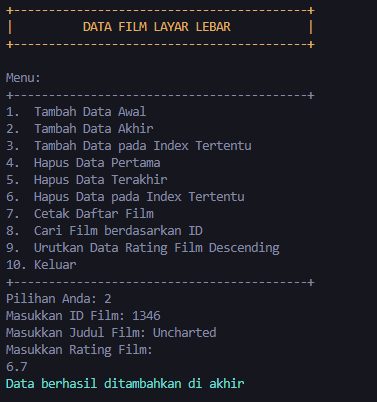 +------------------------------------------+
|          DATA FILM LAYAR LEBAR           |
+------------------------------------------+
Menu:
+------------------------------------------+
1.  Tambah Data Awal
2.  Tambah Data Akhir
3.  Tambah Data pada Index Tertentu
4.  Hapus Data Pertama
5.  Hapus Data Terakhir
6.  Hapus Data pada Index Tertentu
7.  Cetak Daftar Film
8.  Cari Film berdasarkan ID
9.  Urutkan Data Rating Film Descending
10. Keluar
+------------------------------------------+
Pilihan Anda: 2
Masukkan ID Film: 1346
Masukkan Judul Film: Uncharted
Masukkan Rating Film:
6.7
Data berhasil ditambahkan di akhir